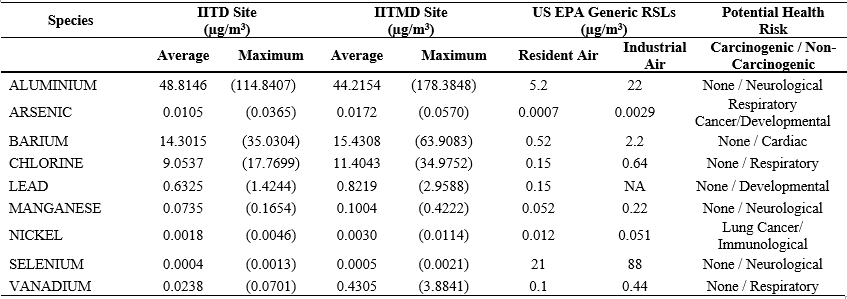 Species IITD Site (µg/m³) IITMD Site (µg/m³) US EPA Generic RSLs (µg/m³) Potential Health Risk
Average Maximum Average Maximum Resident Air Industrial Air Carcinogenic / Non-Carcinogenic
ALUMINIUM 48.8146 (114.8407) 44.2154 (178.3848) 5.2 22 None / Neurological
ARSENIC 0.0105 (0.0365) 0.0172 (0.0570) 0.0007 0.0029 Respiratory Cancer/Developmental
BARIUM 14.3015 (35.0304) 15.4308 (63.9083) 0.52 2.2 None / Cardiac
CHLORINE 9.0537 (17.7699) 11.4043 (34.9752) 0.15 0.64 None / Respiratory
LEAD 0.6325 (1.4244) 0.8219 (2.9588) 0.15 NA None / Developmental
MANGANESE 0.0735 (0.1654) 0.1004 (0.4222) 0.052 0.22 None / Neurological
NICKEL 0.0018 (0.0046) 0.0030 (0.0114) 0.012 0.051 Lung Cancer/ Immunological
SELENIUM 0.0004 (0.0013) 0.0005 (0.0021) 21 88 None / Neurological
VANADIUM 0.0238 (0.0701) 0.4305 (3.8841) 0.1 0.44 None / Respiratory